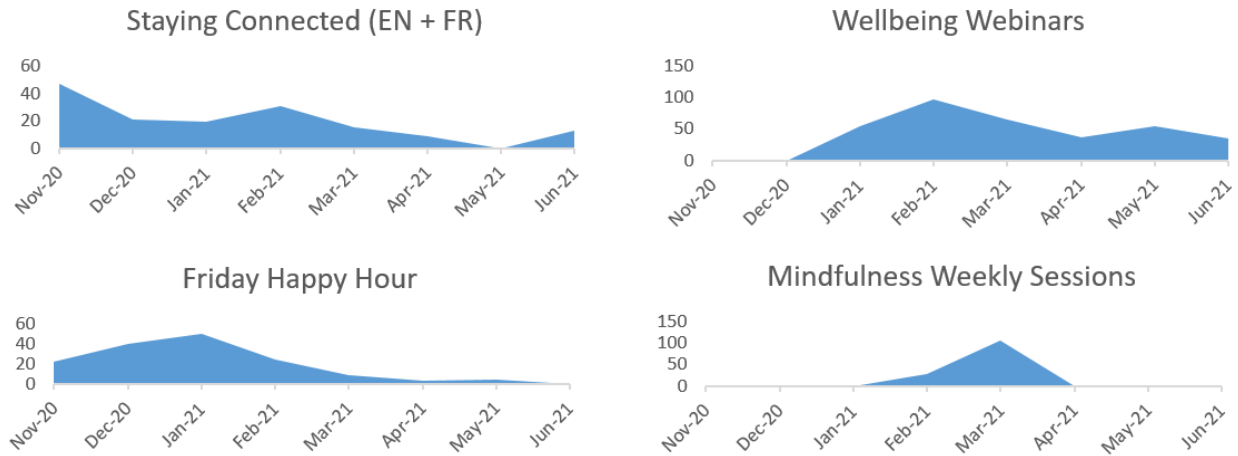 Staying Connected (EN + FR)
60
40
20
0
Nov-20 Dec-20 Jan-21 Feb-21 Mar-21 Apr-21 May-21 Jun-21
Wellbeing Webinars
150
100
50
0
Nov-20 Dec-20 Jan-21 Feb-21 Mar-21 Apr-21 May-21 Jun-21
Friday Happy Hour
60
40
20
0
Nov-20 Dec-20 Jan-21 Feb-21 Mar-21 Apr-21 May-21 Jun-21
Mindfulness Weekly Sessions
150
100
50
0
Nov-20 Dec-20 Jan-21 Feb-21 Mar-21 Apr-21 May-21 Jun-21